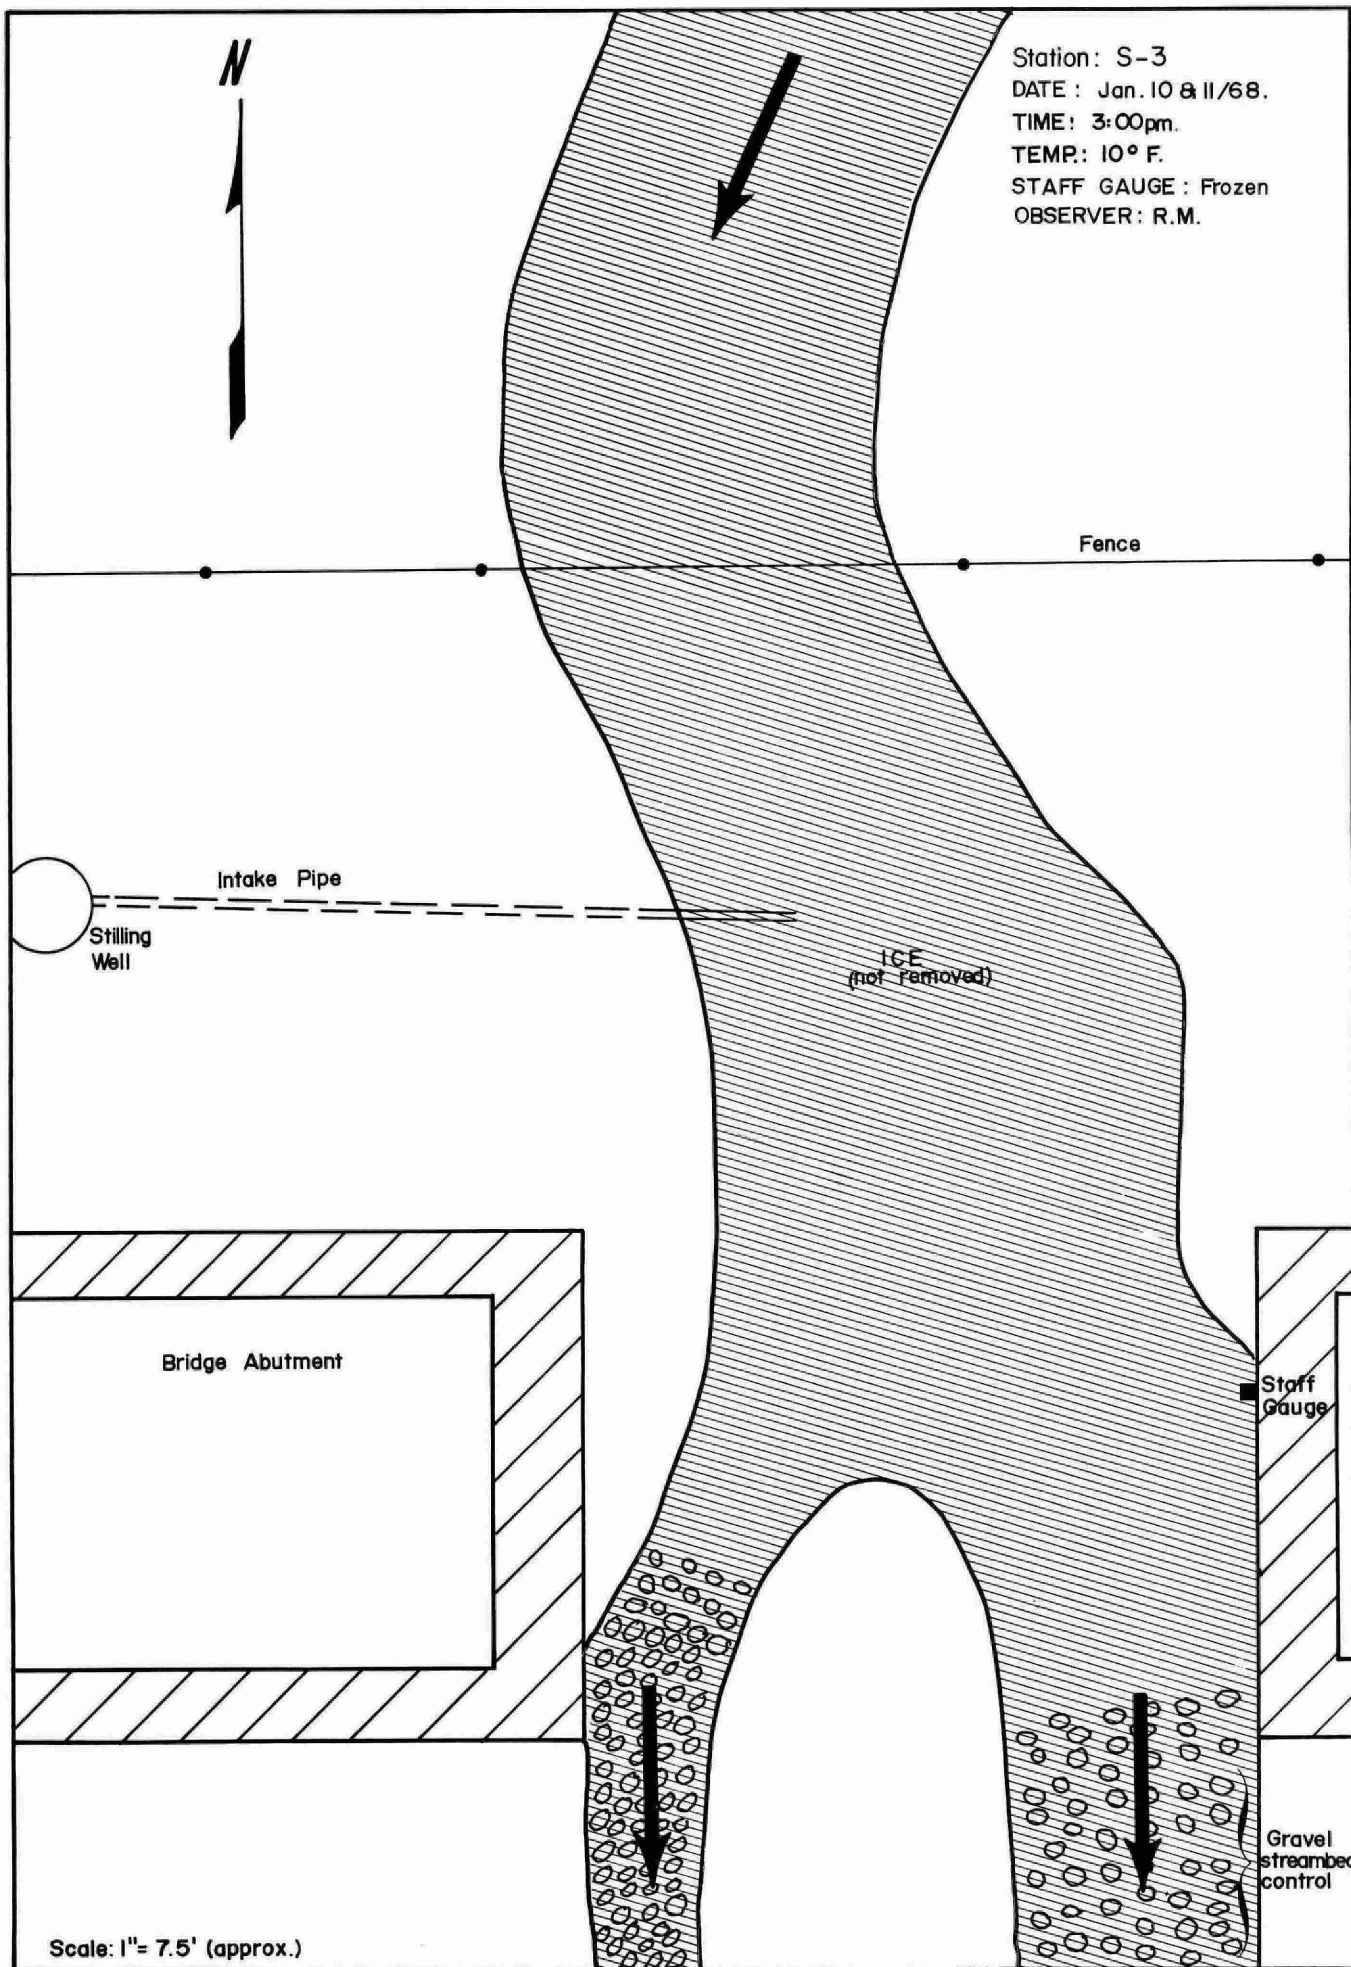 N
Station: S-3
DATE: Jan. 10 & 11/68.
TIME: 3:00pm.
TEMP.: 10° F.
STAFF GAUGE: Frozen
OBSERVER: R.M.
Fence
Intake Pipe
Stilling
Well
ICE
(not removed)
Bridge Abutment
Staff
Gauge
Gravel
streambed
control
Scale: 1"= 7.5' (approx.)